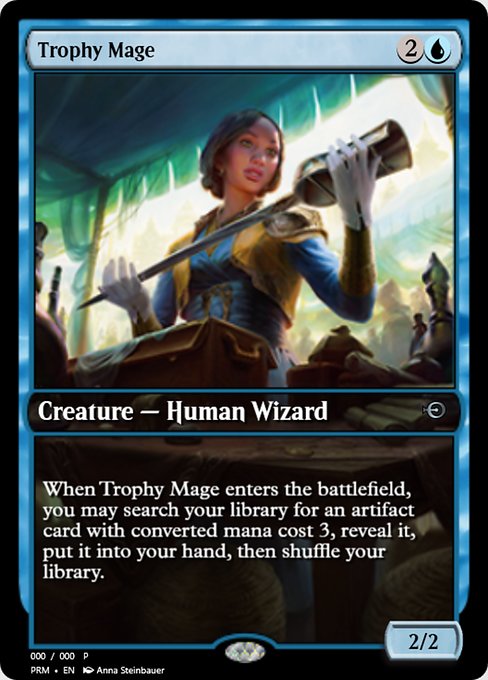 Trophy Mage 2
Creature — Human Wizard
When Trophy Mage enters the battlefield,
you may search your library for an artifact
card with converted mana cost 3, reveal it,
put it into your hand, then shuffle your
library.
2/2
000 / 000 P
PRM • EN Anna Steinbauer